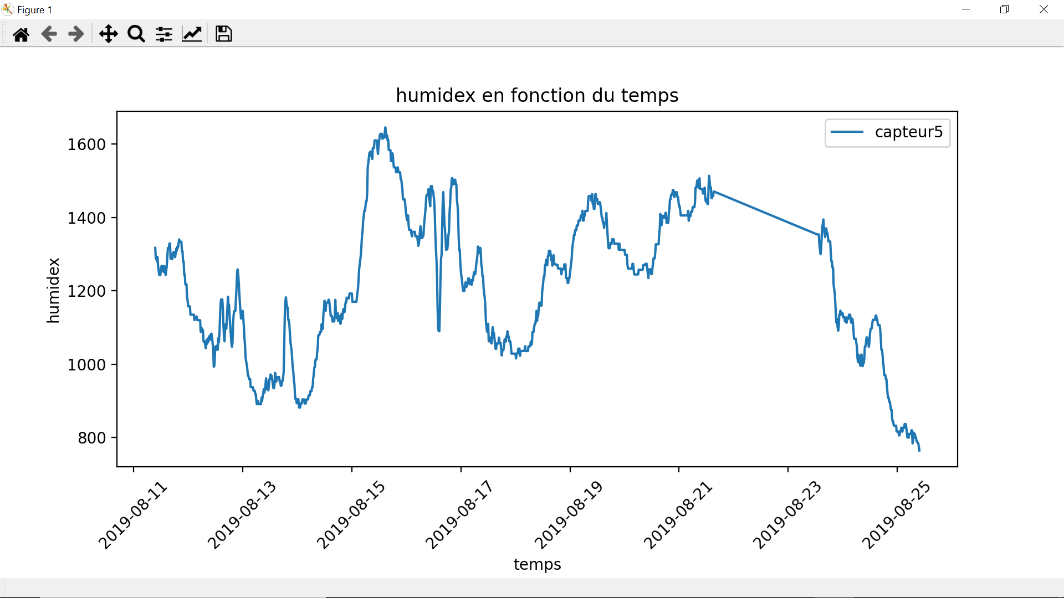 Figure 1
humidex en fonction du temps
capteur5
1600
1400
1200
1000
800
humidex
2019-08-11
2019-08-13
2019-08-15
2019-08-17
2019-08-19
2019-08-21
2019-08-23
2019-08-25
temps